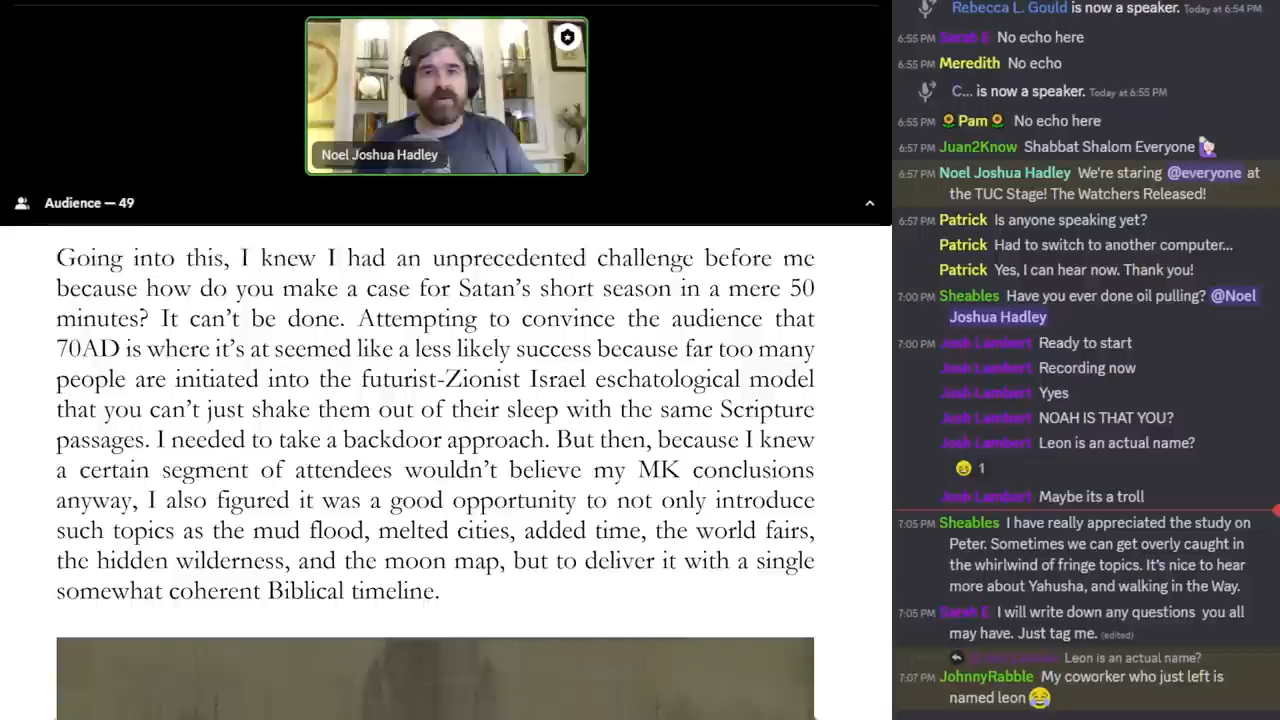 Noel Joshua Hadley
Audience — 49
Going into this, I knew I had an unprecedented challenge before me
because how do you make a case for Satan’s short season in a mere 50
minutes? It can’t be done. Attempting to convince the audience that
70AD is where it’s at seemed like a less likely success because far too many
people are initiated into the futurist-Zionist Israel eschatological model
that you can’t just shake them out of their sleep with the same Scripture
passages. I needed to take a backdoor approach. But then, because I knew
a certain segment of attendees wouldn’t believe my MK conclusions
anyway, I also figured it was a good opportunity to not only introduce
such topics as the mud flood, melted cities, added time, the world fairs,
the hidden wilderness, and the moon map, but to deliver it with a single
somewhat coherent Biblical timeline.
Rebecca L. Gould is now a speaker. Today at 6:54 PM
6:55 PM Sarah E No echo here
6:55 PM Meredith No echo
C... is now a speaker. Today at 6:55 PM
6:55 PM 🌻Pam🌻 No echo here
6:57 PM Juan2Know Shabbat Shalom Everyone
6:57 PM Noel Joshua Hadley We're staring @everyone at
the TUC Stage! The Watchers Released!
6:57 PM Patrick Is anyone speaking yet?
Patrick Had to switch to another computer...
Patrick Yes, I can hear now. Thank you!
7:00 PM Sheables Have you ever done oil pulling? @Noel
Joshua Hadley
7:00 PM Josh Lambert Ready to start
Josh Lambert Recording now
Josh Lambert Yyes
Josh Lambert NOAH IS THAT YOU?
Josh Lambert Leon is an actual name?
😄 1
Josh Lambert Maybe its a troll
7:05 PM Sheables I have really appreciated the study on
Peter. Sometimes we can get overly caught in
the whirlwind of fringe topics. It's nice to hear
more about Yahusha, and walking in the Way.
7:05 PM Sarah E I will write down any questions you all
may have. Just tag me. (edited)
Leon is an actual name?
7:07 PM JohnnyRabble My coworker who just left is
named leon 😂